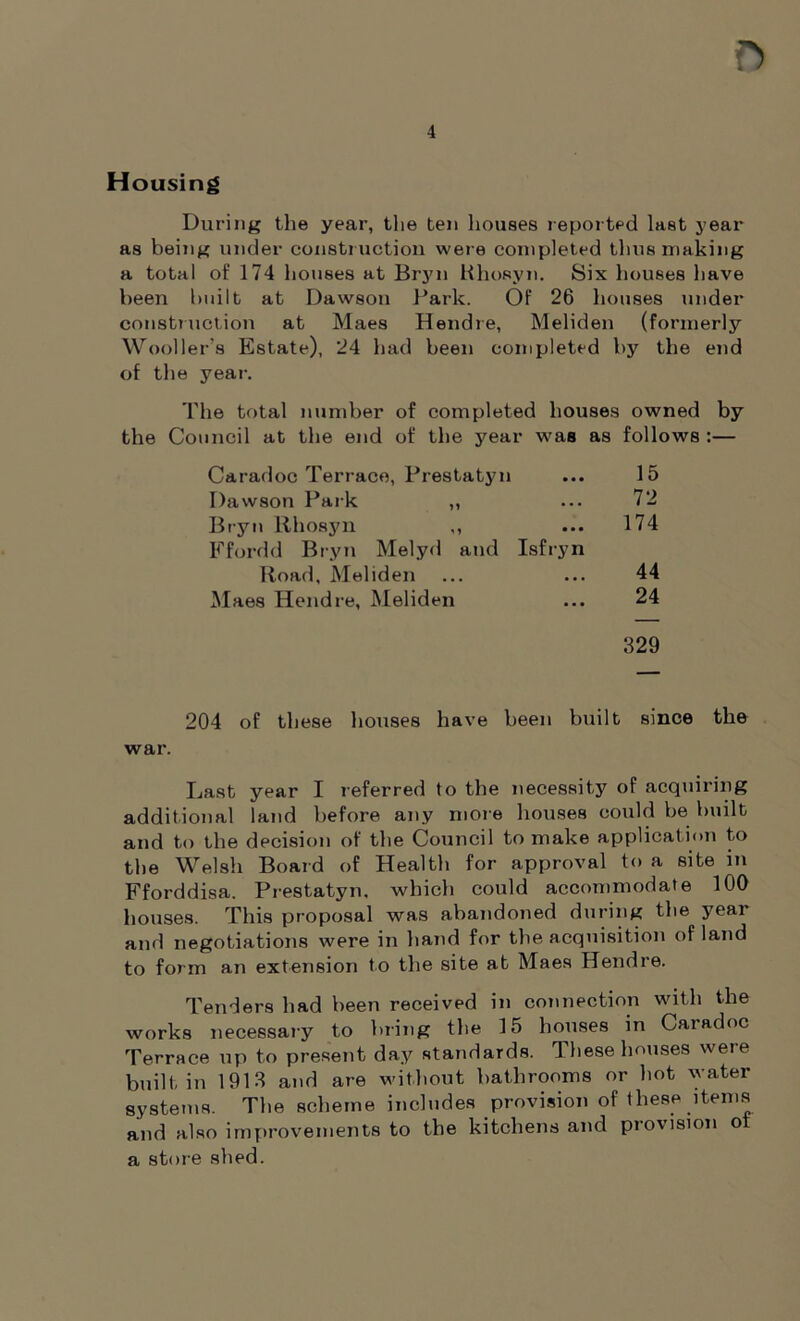 4
Housing
During the year, the ten houses reported last year
as being under construction were completed thus making
a total of 174 houses at Bryn Rhosyn. Six houses have
been built at Dawson Park. Of 26 houses under
construction at Maes Hendre, Meliden (formerly
Wooller's Estate), 24 had been completed by the end
of the year.
The total number of completed houses owned by
the Council at the end of the year was as follows :—
Caradoc Terrace, Prestatyn ... 15
Dawson Park ,, ... 72
Bryn Rhosyn ,, ... 174
Ffordd Bryn Melyd and Isfryn
Road, Meliden ... ... 44
Maes Hendre, Meliden ... 24
329
204 of these houses have been built since the
war.
Last year I referred to the necessity of acquiring
additional land before any more houses could be built
and to the decision of the Council to make application to
the Welsh Board of Health for approval to a site in
Fforddisa. Prestatyn, which could accommodate 100
houses. This proposal was abandoned during the year
and negotiations were in hand for the acquisition of land
to form an extension to the site at Maes Hendre.
Tenders had been received in connection with the
works necessary to bring the 15 houses in Caradoc
Terrace up to present day standards. These houses were
built in 1913 and are without bathrooms or hot water
systems. The scheme includes provision of these items
and also improvements to the kitchens and provision of
a store shed.